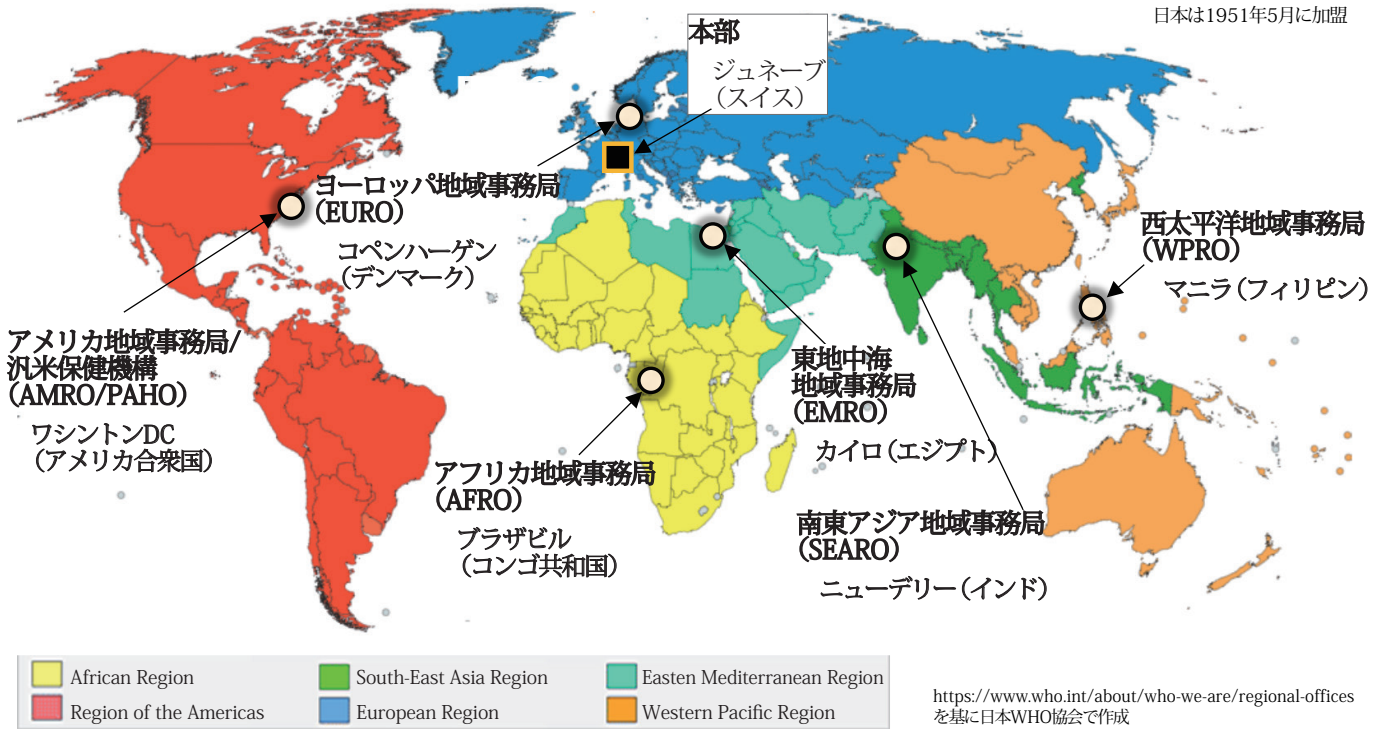 日本は1951年5月に加盟
本部
ジュネーブ
（スイス）
ヨーロッパ地域事務局
（EURO）
コペンハーゲン
（デンマーク）
西太平洋地域事務局
（WPRO）
マニラ（フィリピン）
アメリカ地域事務局/
汎米保健機構
（AMRO/PAHO）
ワシントンDC
（アメリカ合衆国）
東地中海
地域事務局
（EMRO）
カイロ（エジプト）
アフリカ地域事務局
（AFRO）
ブラザビル
（コンゴ共和国）
南東アジア地域事務局
（SEARO）
ニューデリー（インド）
African Region
South-East Asia Region
Easten Mediterranean Region
Region of the Americas
European Region
Western Pacific Region
https://www.who.int/about/who-we-are/regional-offices
を基に日本WHO協会で作成